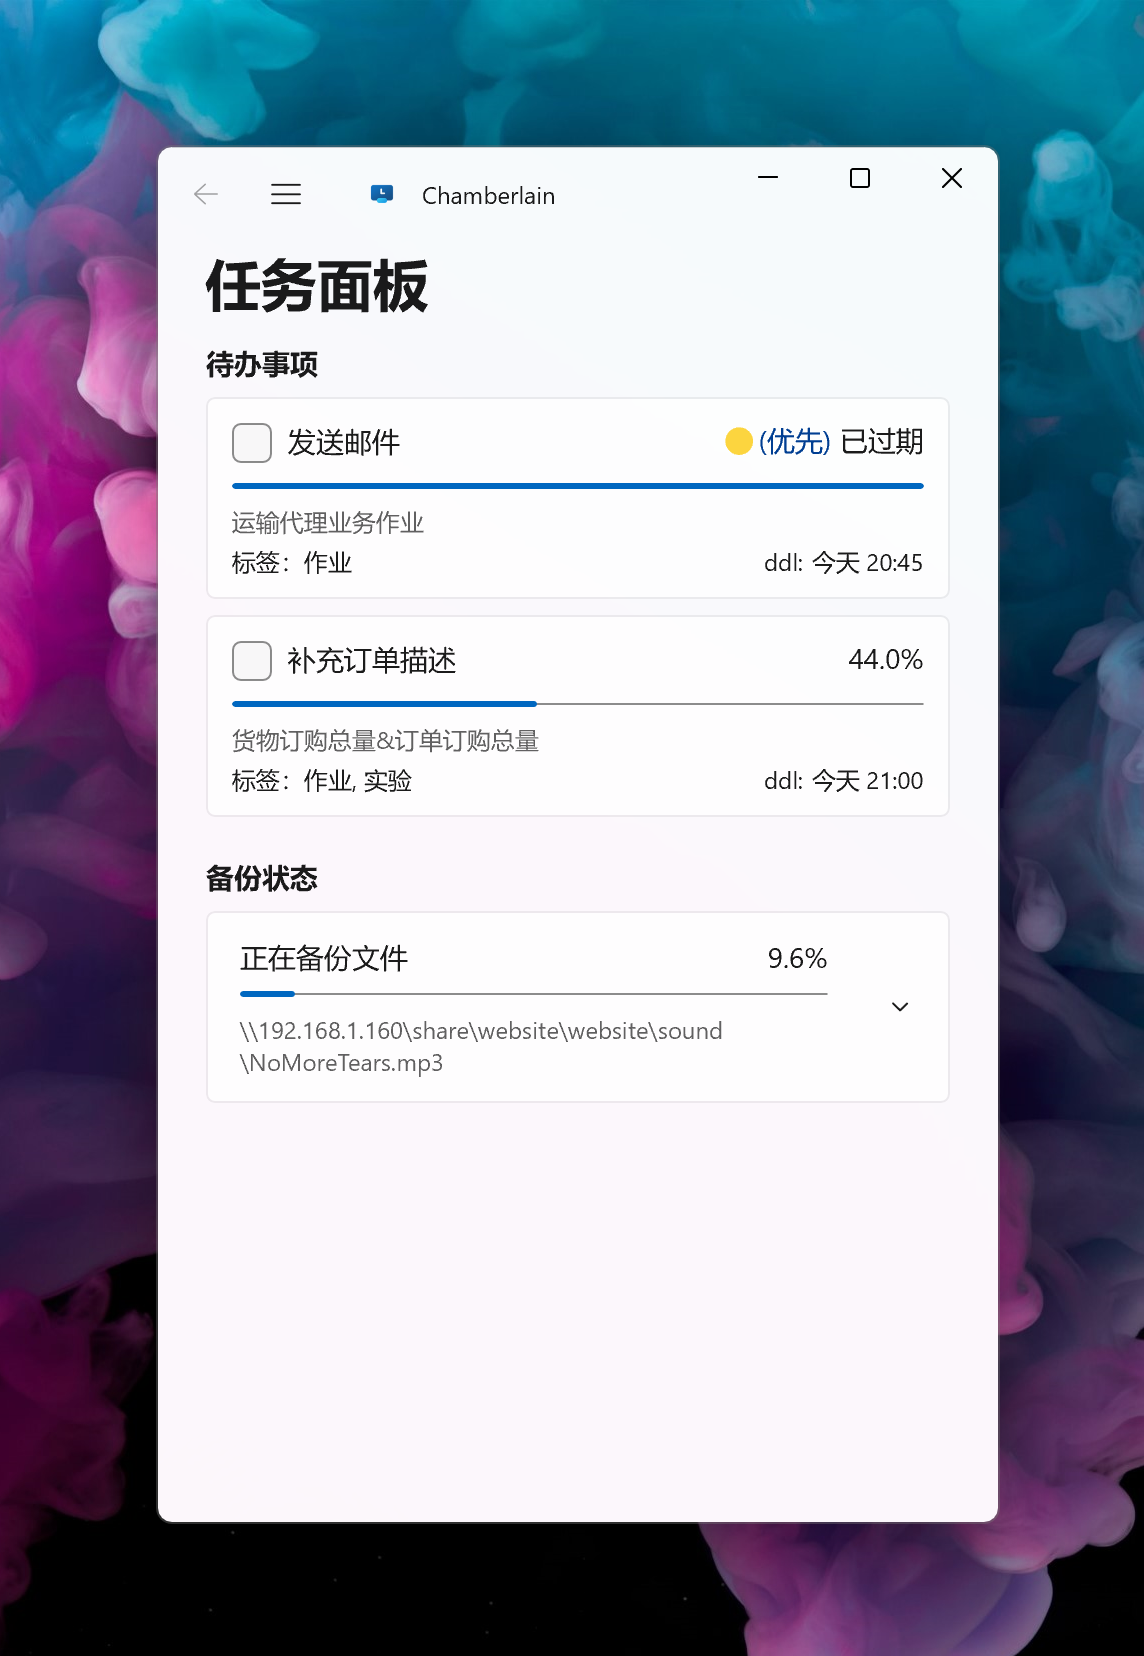 Chamberlain
任务面板
待办事项
发送邮件 (优先) 已过期
运输代理业务作业
标签：作业 ddl: 今天 20:45
补充订单描述 44.0%
货物订购总量&订单订购总量
标签：作业, 实验 ddl: 今天 21:00
备份状态
正在备份文件 9.6%
\\192.168.1.160\share\website\website\sound
\NoMoreTears.mp3